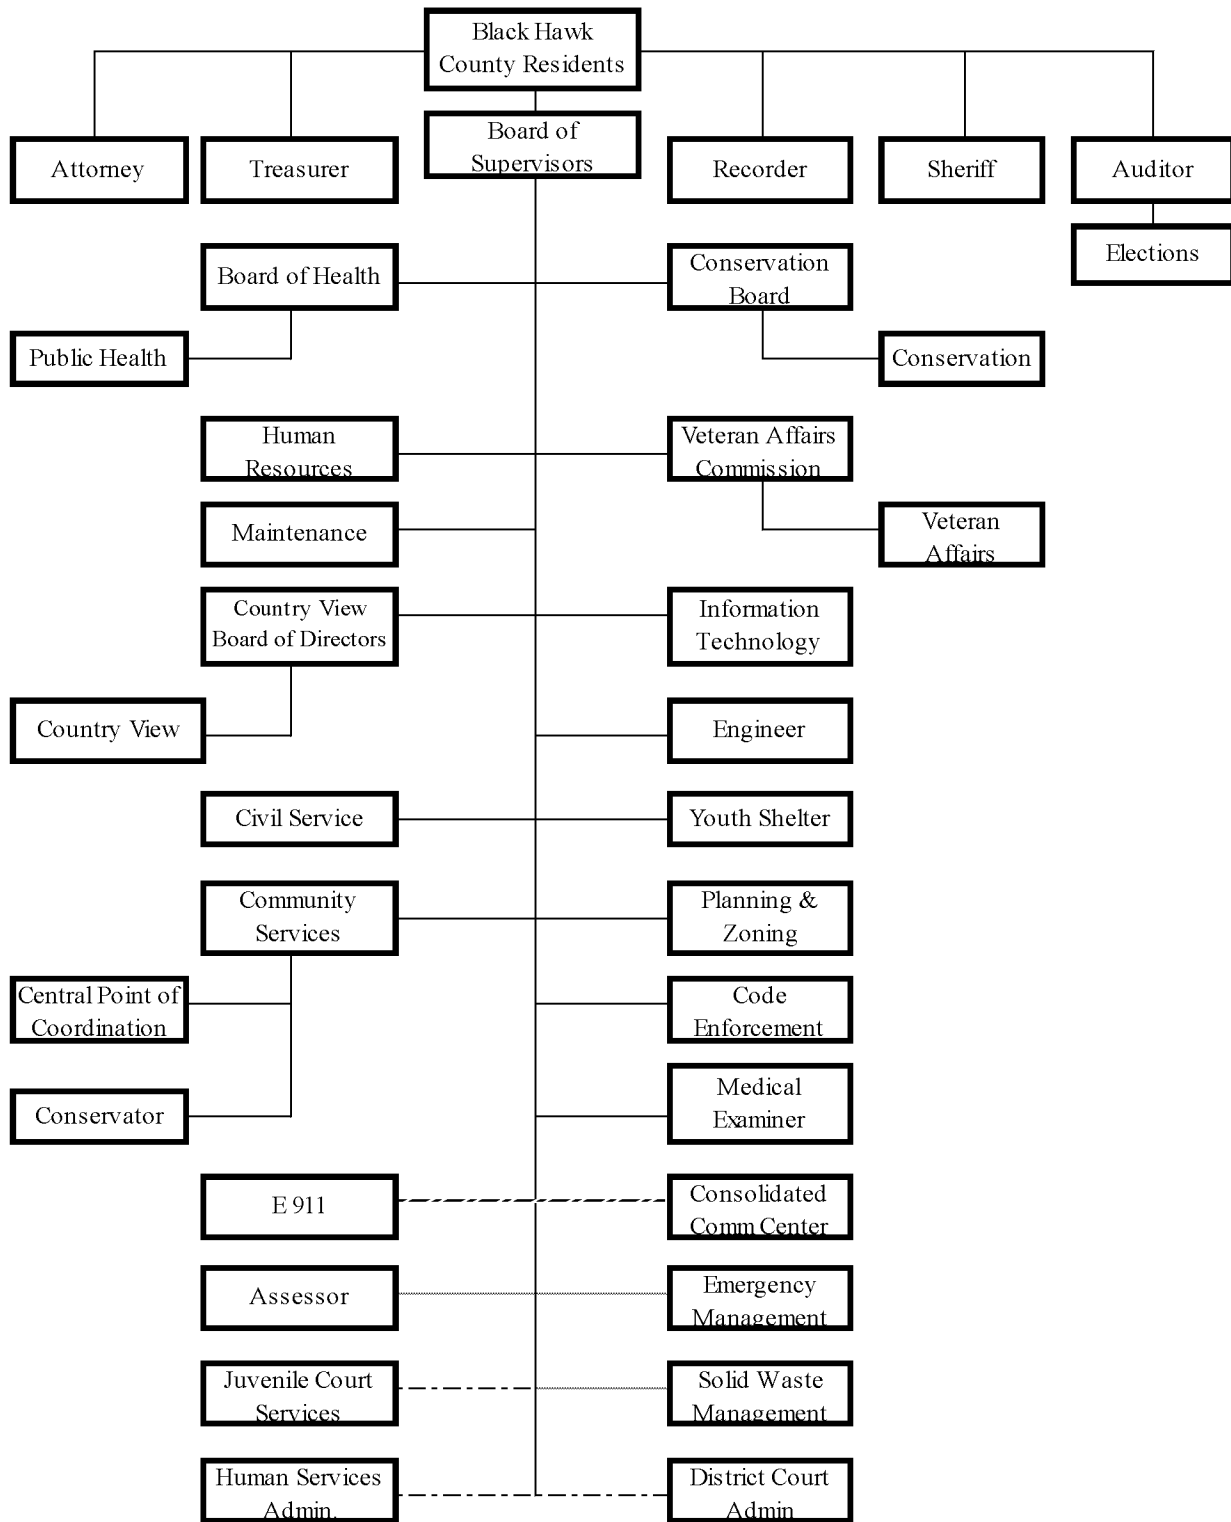 Black Hawk
County Residents
Board of
Supervisors
Attorney
Treasurer
Recorder
Sheriff
Auditor
Elections
Board of Health
Conservation
Board
Public Health
Conservation
Human
Resources
Veteran Affairs
Commission
Maintenance
Veteran
Affairs
Country View
Board of Directors
Information
Technology
Country View
Engineer
Civil Service
Youth Shelter
Community
Services
Planning &
Zoning
Central Point of
Coordination
Code
Enforcement
Conservator
Medical
Examiner
E 911
Consolidated
Comm Center
Assessor
Emergency
Management
Juvenile Court
Services
Solid Waste
Management
Human Services
Admin.
District Court
Admin